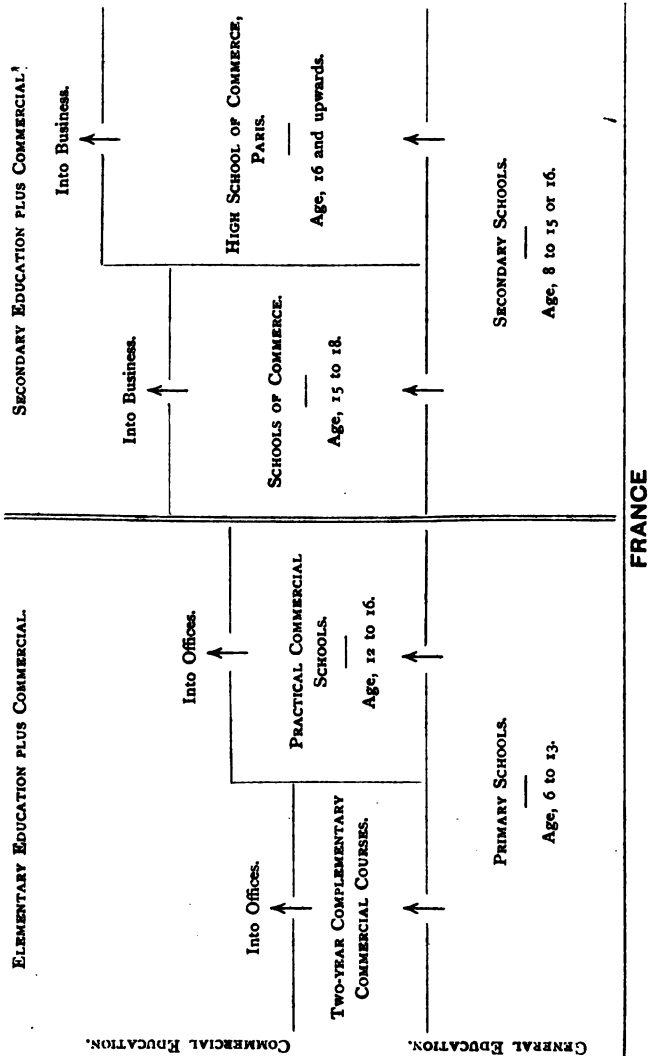 ELEMENTARY EDUCATION PLUS COMMERCIAL.
SECONDARY EDUCATION PLUS COMMERCIAL.
COMMERCIAL EDUCATION.
Into Offices.
TWO-YEAR COMPLEMENTARY
COMMERCIAL COURSES.
Into Offices.
PRACTICAL COMMERCIAL
SCHOOLS.
Age, 12 to 16.
Into Business.
SCHOOLS OF COMMERCE.
Age, 15 to 18.
Into Business.
HIGH SCHOOL OF COMMERCE,
PARIS.
Age, 16 and upwards.
GENERAL EDUCATION.
PRIMARY SCHOOLS.
Age, 6 to 13.
SECONDARY SCHOOLS.
Age, 8 to 15 or 16.
FRANCE